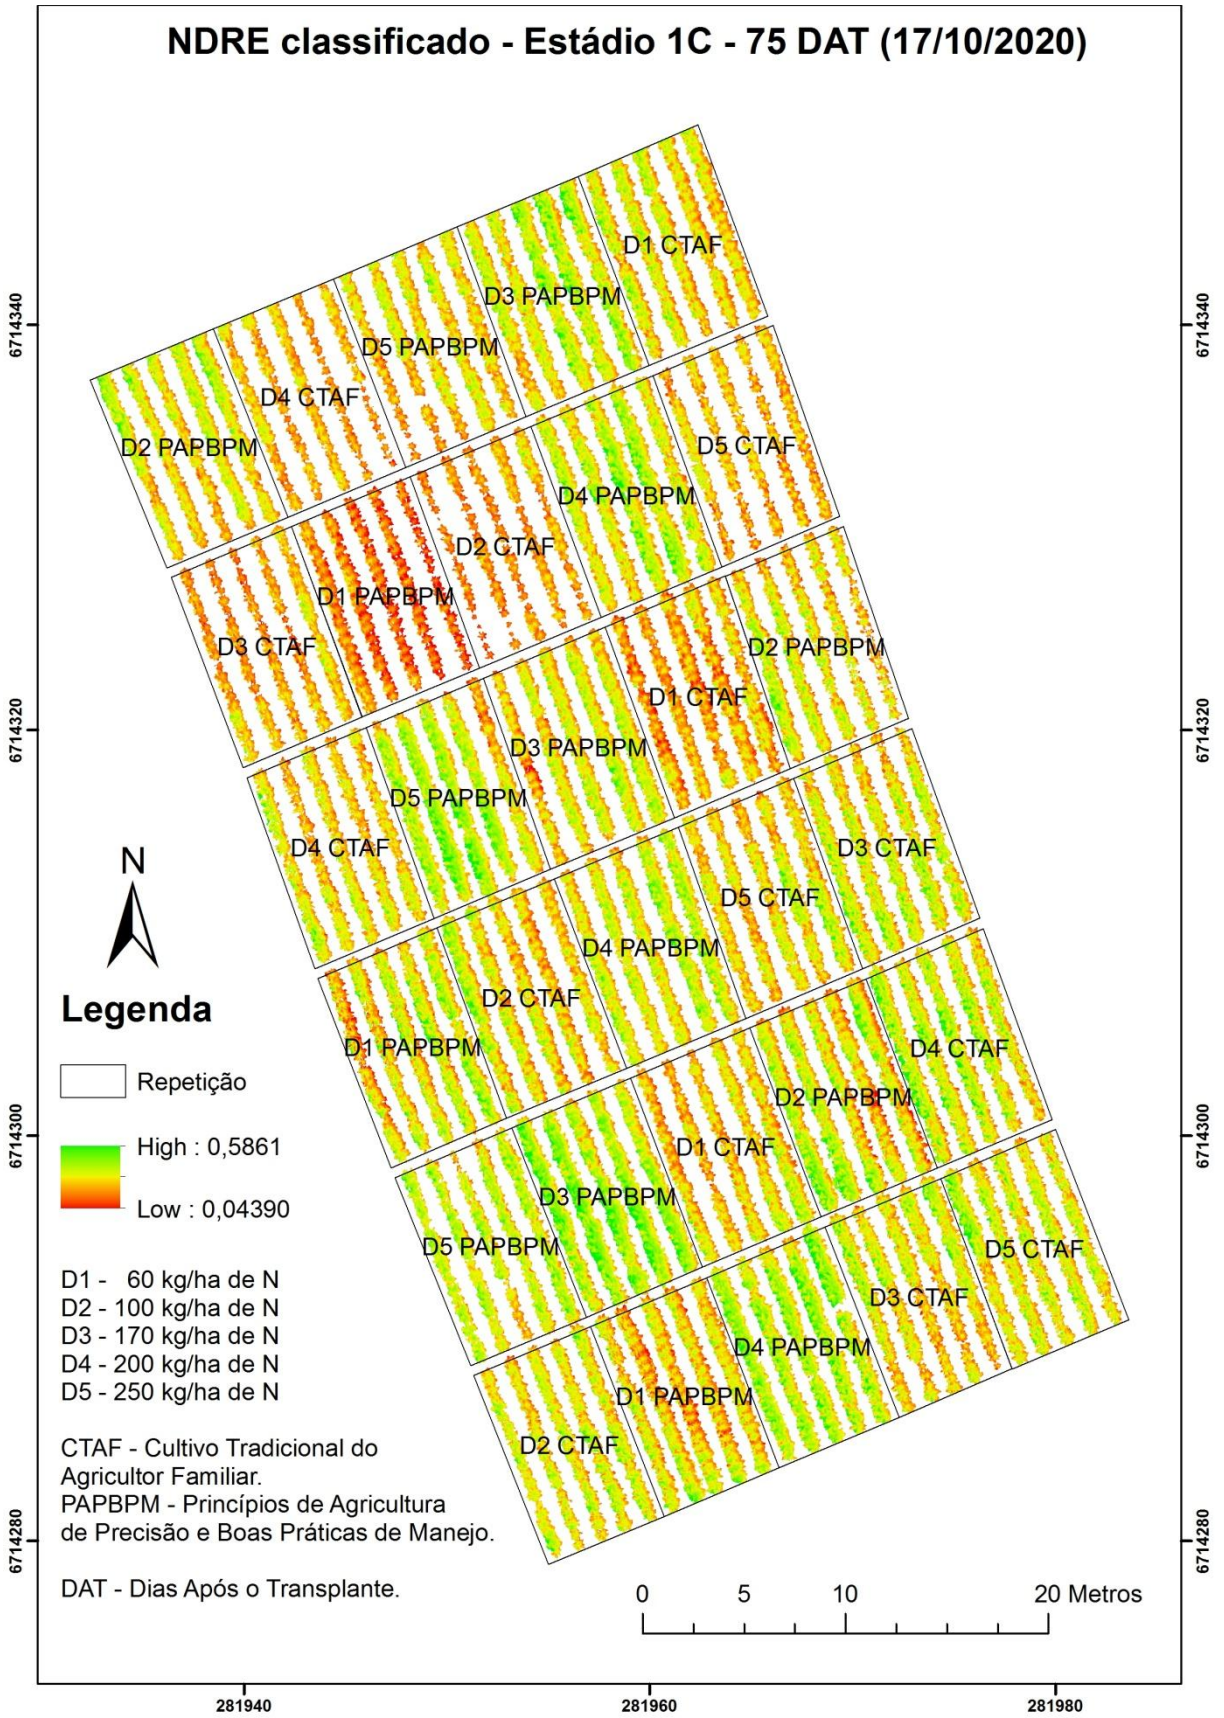 NDRE classificado - Estádio 1C - 75 DAT (17/10/2020)
D1 CTAF
D3 PAPBPM
D5 PAPBPM
D4 CTAF
D2 PAPBPM
D5 CTAF
D4 PAPBPM
D2 CTAF
D1 PAPBPM
D3 CTAF
D2 PAPBPM
D1 CTAF
D3 PAPBPM
D5 PAPBPM
D4 CTAF
D3 CTAF
D5 CTAF
D4 PAPBPM
D2 CTAF
D1 PAPBPM
D4 CTAF
D2 PAPBPM
D1 CTAF
D3 PAPBPM
D5 PAPBPM
D5 CTAF
D3 CTAF
D4 PAPBPM
D1 PAPBPM
D2 CTAF
6714340
6714320
6714300
6714280
6714340
6714320
6714300
6714280
N
Legenda
Repetição
High : 0,5861
Low : 0,04390
D1 - 60 kg/ha de N
D2 - 100 kg/ha de N
D3 - 170 kg/ha de N
D4 - 200 kg/ha de N
D5 - 250 kg/ha de N
CTAF - Cultivo Tradicional do
Agricultor Familiar.
PAPBPM - Princípios de Agricultura
de Precisão e Boas Práticas de Manejo.
DAT - Dias Após o Transplante.
0 5 10 20 Metros
281940 281960 281980